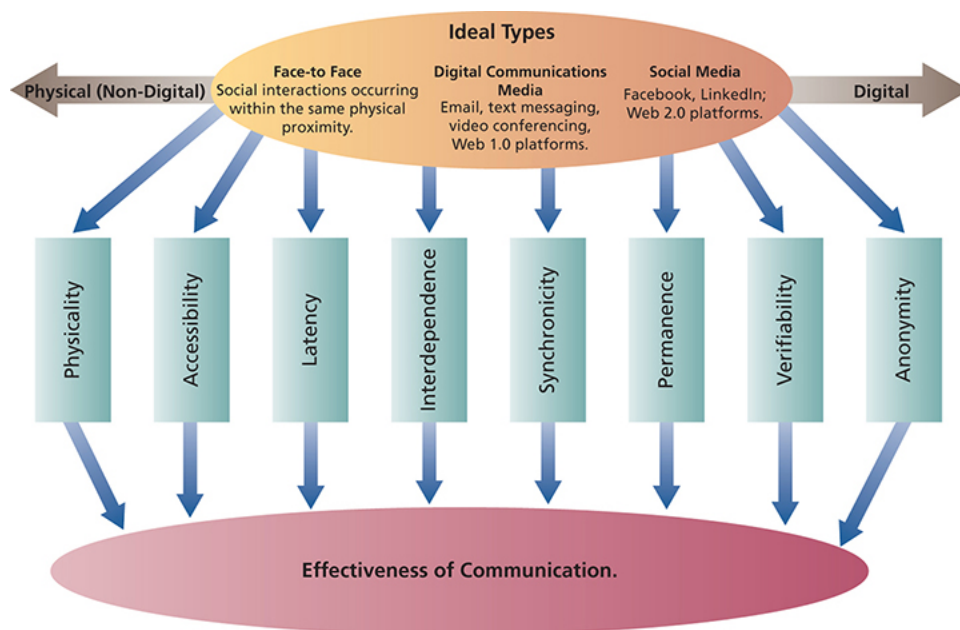 Ideal Types
Physical (Non-Digital)
Face-to Face
Social interactions occurring
within the same physical
proximity.
Digital Communications
Media
Email, text messaging,
video conferencing,
Web 1.0 platforms.
Social Media
Facebook, LinkedIn;
Web 2.0 platforms.
Digital
Physicality
Accessibility
Latency
Interdependence
Synchronicity
Permanence
Verifiability
Anonymity
Effectiveness of Communication.